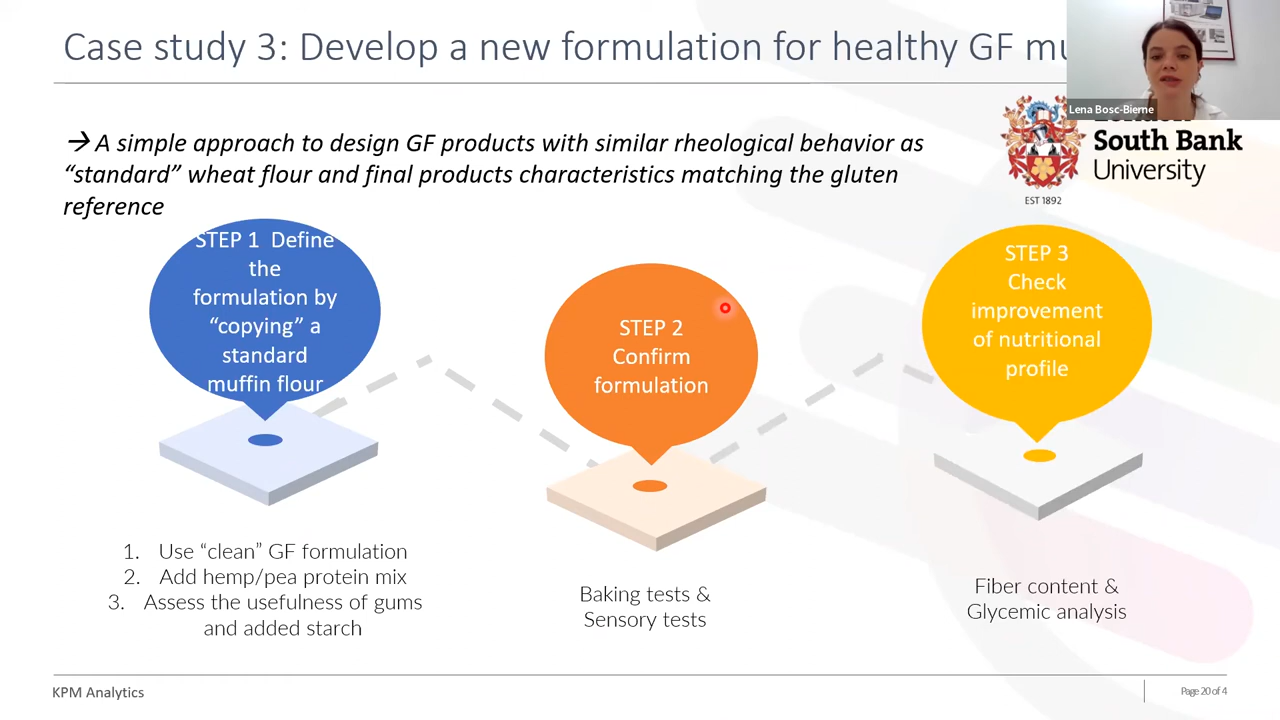 Case study 3: Develop a new formulation for healthy GF
Lena Bosc-Bierne
→ A simple approach to design GF products with similar rheological behavior as
“standard” wheat flour and final products characteristics matching the gluten
reference
South Bank
University
EST 1892
STEP 1 Define
the
formulation by
“copying” a
standard
muffin flour
STEP 2
Confirm
formulation
STEP 3
Check
improvement
of nutritional
profile
1. Use “clean” GF formulation
2. Add hemp/pea protein mix
3. Assess the usefulness of gums
and added starch
Baking tests &
Sensory tests
Fiber content &
Glycemic analysis
KPM Analytics
Page 20 of 4